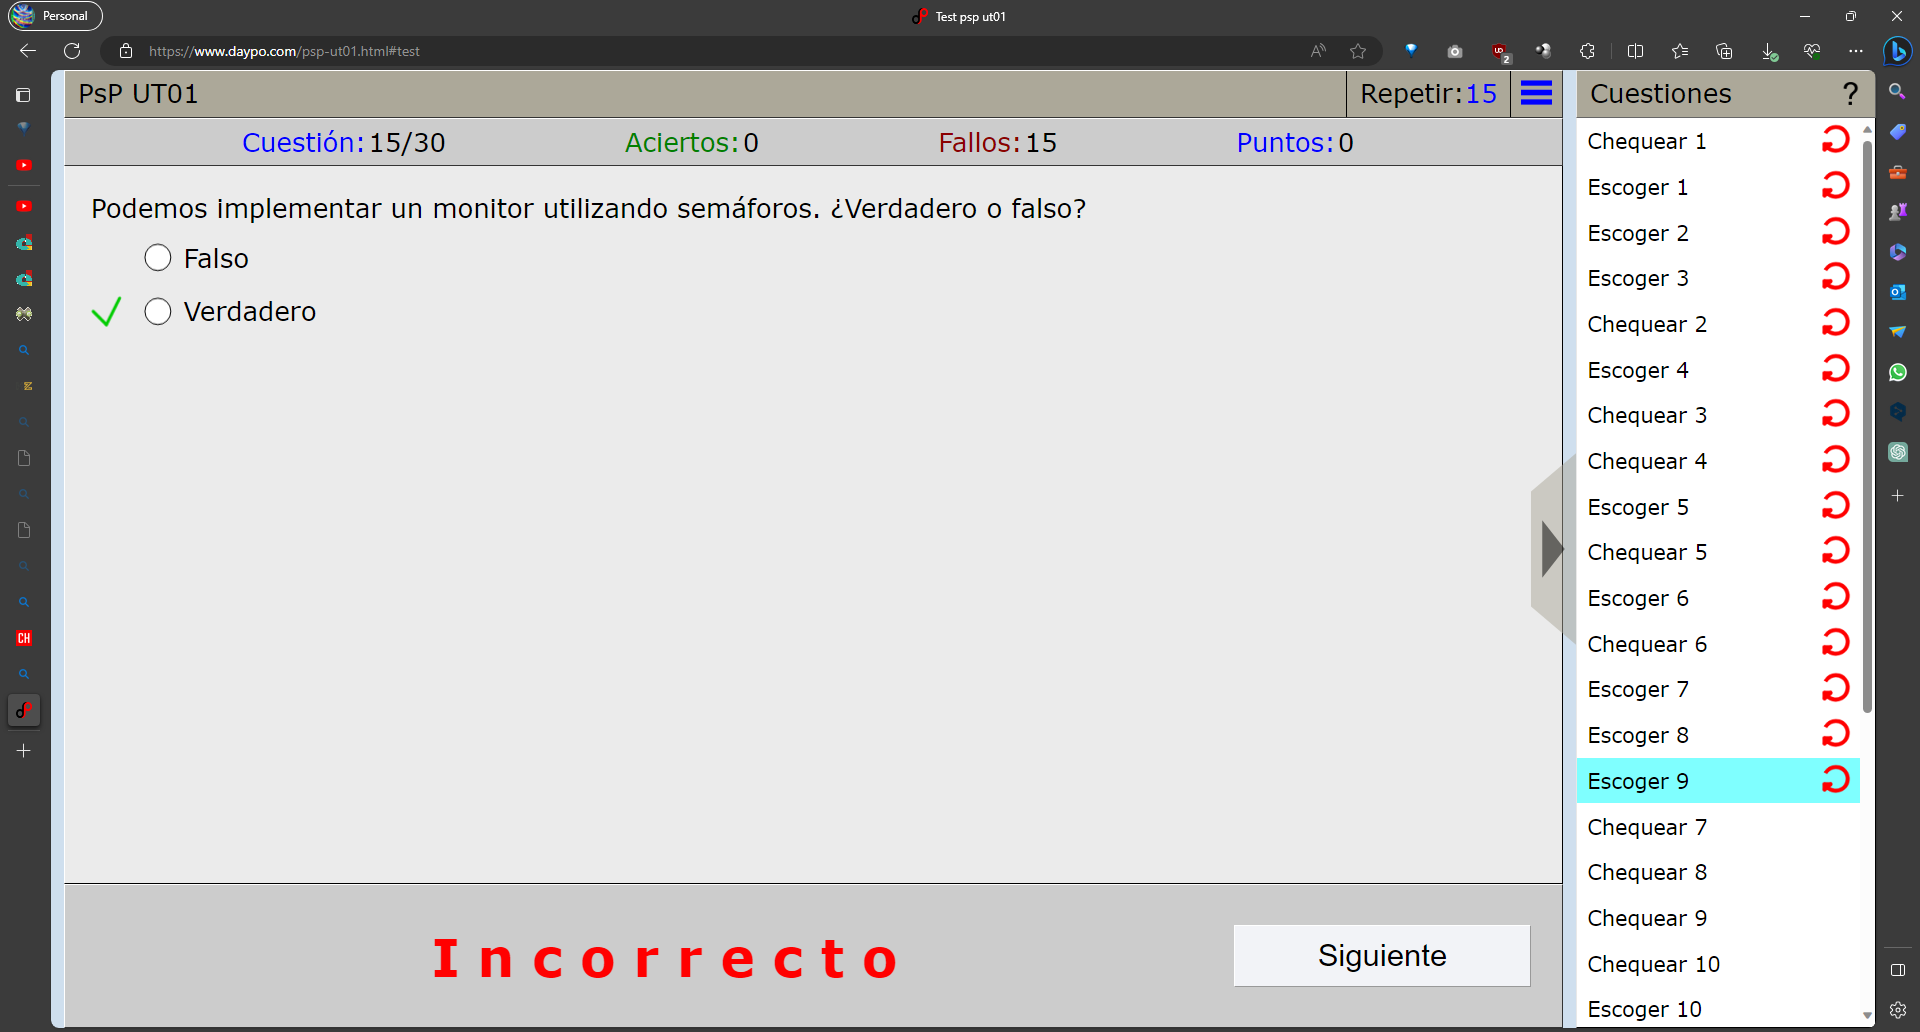 Personal
Test psp ut01
https://www.daypo.com/psp-ut01.html#test
2
PsP UT01
Repetir:15
Cuestiones
?
Cuestión:15/30
Aciertos:0
Fallos:15
Puntos:0
Podemos implementar un monitor utilizando semáforos. ¿Verdadero o falso?
Falso
Verdadero
Incorrecto
Siguiente
Chequear 1
Escoger 1
Escoger 2
Escoger 3
Chequear 2
Escoger 4
Chequear 3
Chequear 4
Escoger 5
Chequear 5
Escoger 6
Chequear 6
Escoger 7
Escoger 8
Escoger 9
Chequear 7
Chequear 8
Chequear 9
Chequear 10
Escoger 10
CH